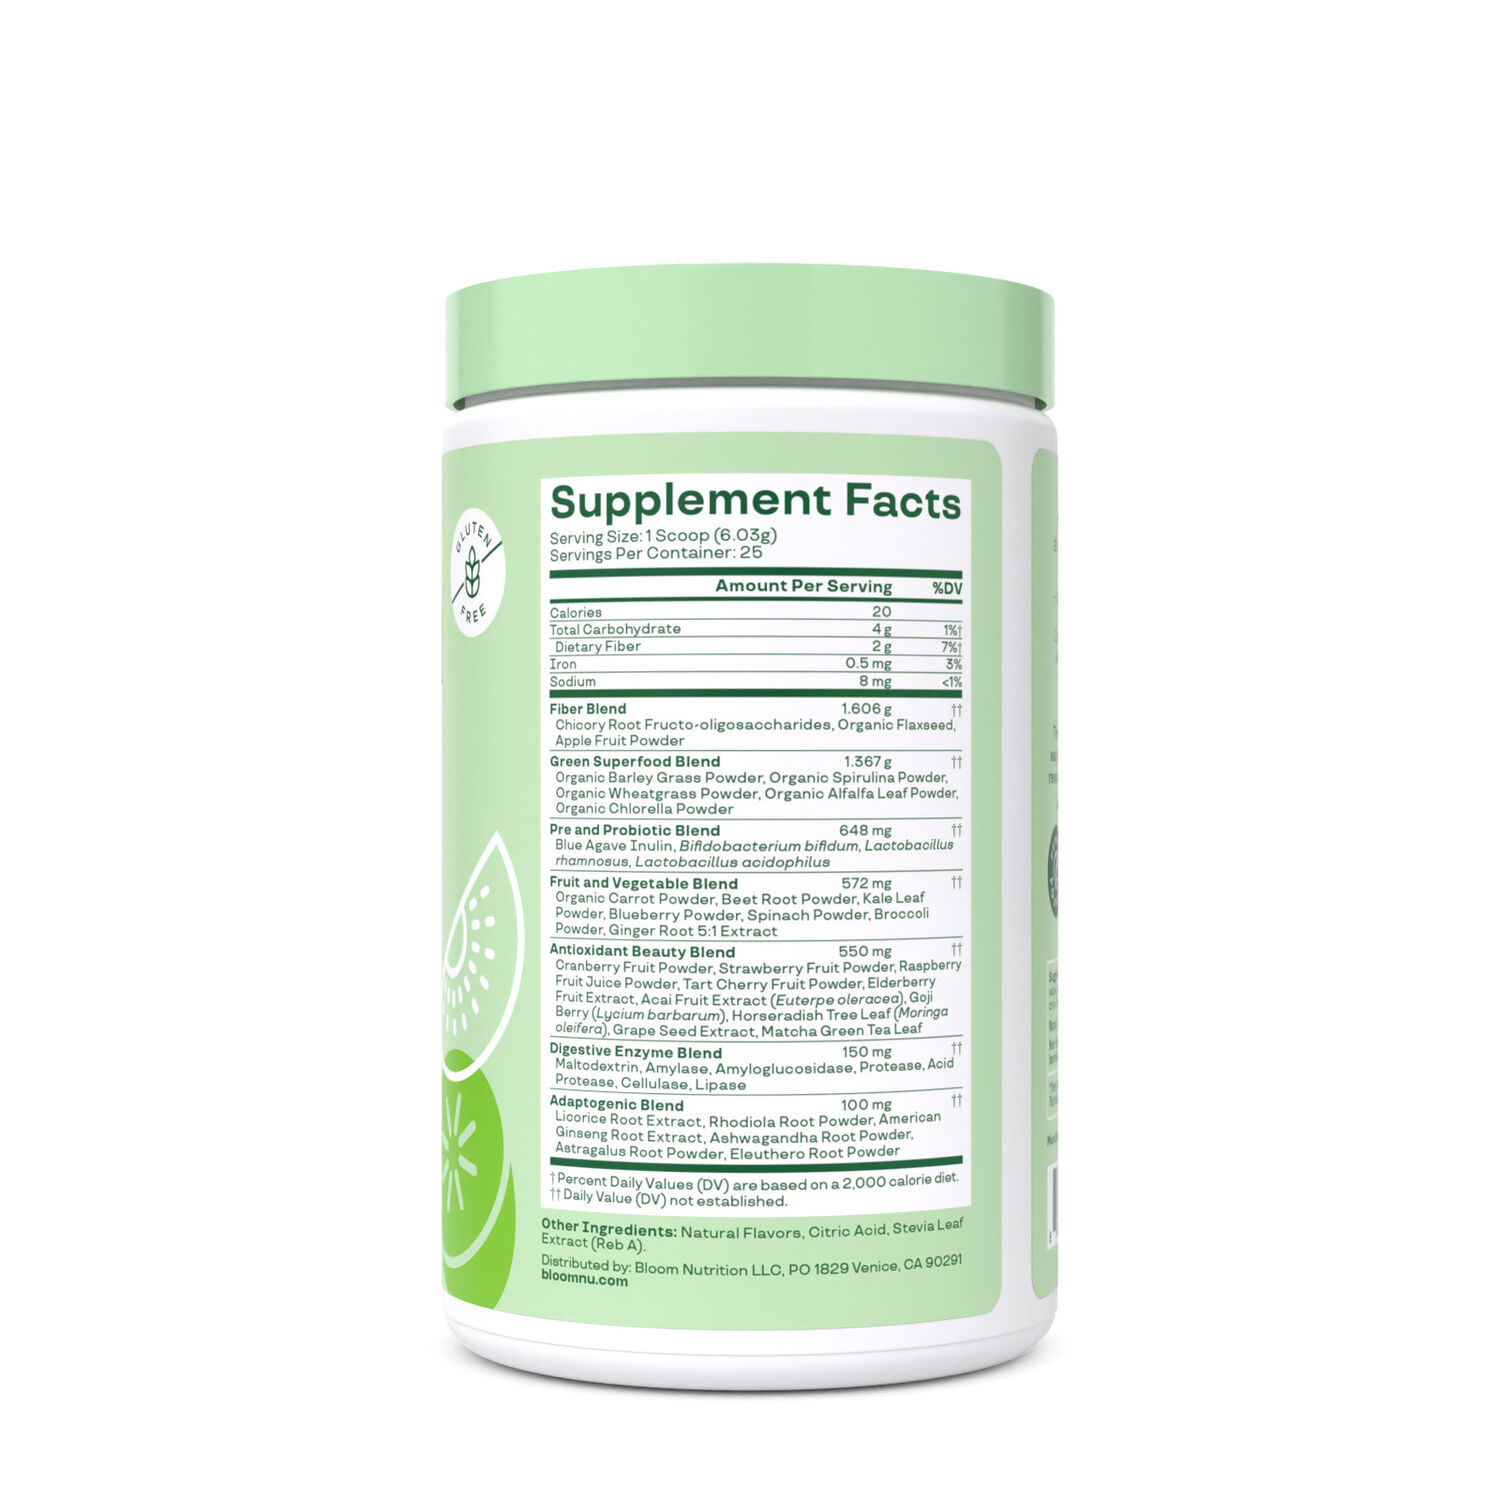 GLUTEN
FREE
Supplement Facts
Serving Size: 1 Scoop (6.03g)
Servings Per Container: 25
Amount Per Serving %DV
Calories 20
Total Carbohydrate 4g 1%†
Dietary Fiber 2g 7%†
Iron 0.5 mg 3%
Sodium 8 mg <1%
Fiber Blend 1.606 g ††
Chicory Root Fructo-oligosaccharides, Organic Flaxseed,
Apple Fruit Powder
Green Superfood Blend 1.367 g ††
Organic Barley Grass Powder, Organic Spirulina Powder,
Organic Wheatgrass Powder, Organic Alfalfa Leaf Powder,
Organic Chlorella Powder
Pre and Probiotic Blend 648 mg ††
Blue Agave Inulin, Bifidobacterium bifidum, Lactobacillus
rhamnosus, Lactobacillus acidophilus
Fruit and Vegetable Blend 572 mg ††
Organic Carrot Powder, Beet Root Powder, Kale Leaf
Powder, Blueberry Powder, Spinach Powder, Broccoli
Powder, Ginger Root 5:1 Extract
Antioxidant Beauty Blend 550 mg ††
Cranberry Fruit Powder, Strawberry Fruit Powder, Raspberry
Fruit Juice Powder, Tart Cherry Fruit Powder, Elderberry
Fruit Extract, Acai Fruit Extract (Euterpe oleracea), Goji
Berry (Lycium barbarum), Horseradish Tree Leaf (Moringa
oleifera), Grape Seed Extract, Matcha Green Tea Leaf
Digestive Enzyme Blend 150 mg ††
Maltodextrin, Amylase, Amyloglucosidase, Protease, Acid
Protease, Cellulase, Lipase
Adaptogenic Blend 100 mg ††
Licorice Root Extract, Rhodiola Root Powder, American
Ginseng Root Extract, Ashwagandha Root Powder,
Astragalus Root Powder, Eleuthero Root Powder
† Percent Daily Values (DV) are based on a 2,000 calorie diet.
†† Daily Value (DV) not established.
Other Ingredients: Natural Flavors, Citric Acid, Stevia Leaf
Extract (Reb A).
Distributed by: Bloom Nutrition LLC, PO 1829 Venice, CA 90291
bloomnu.com